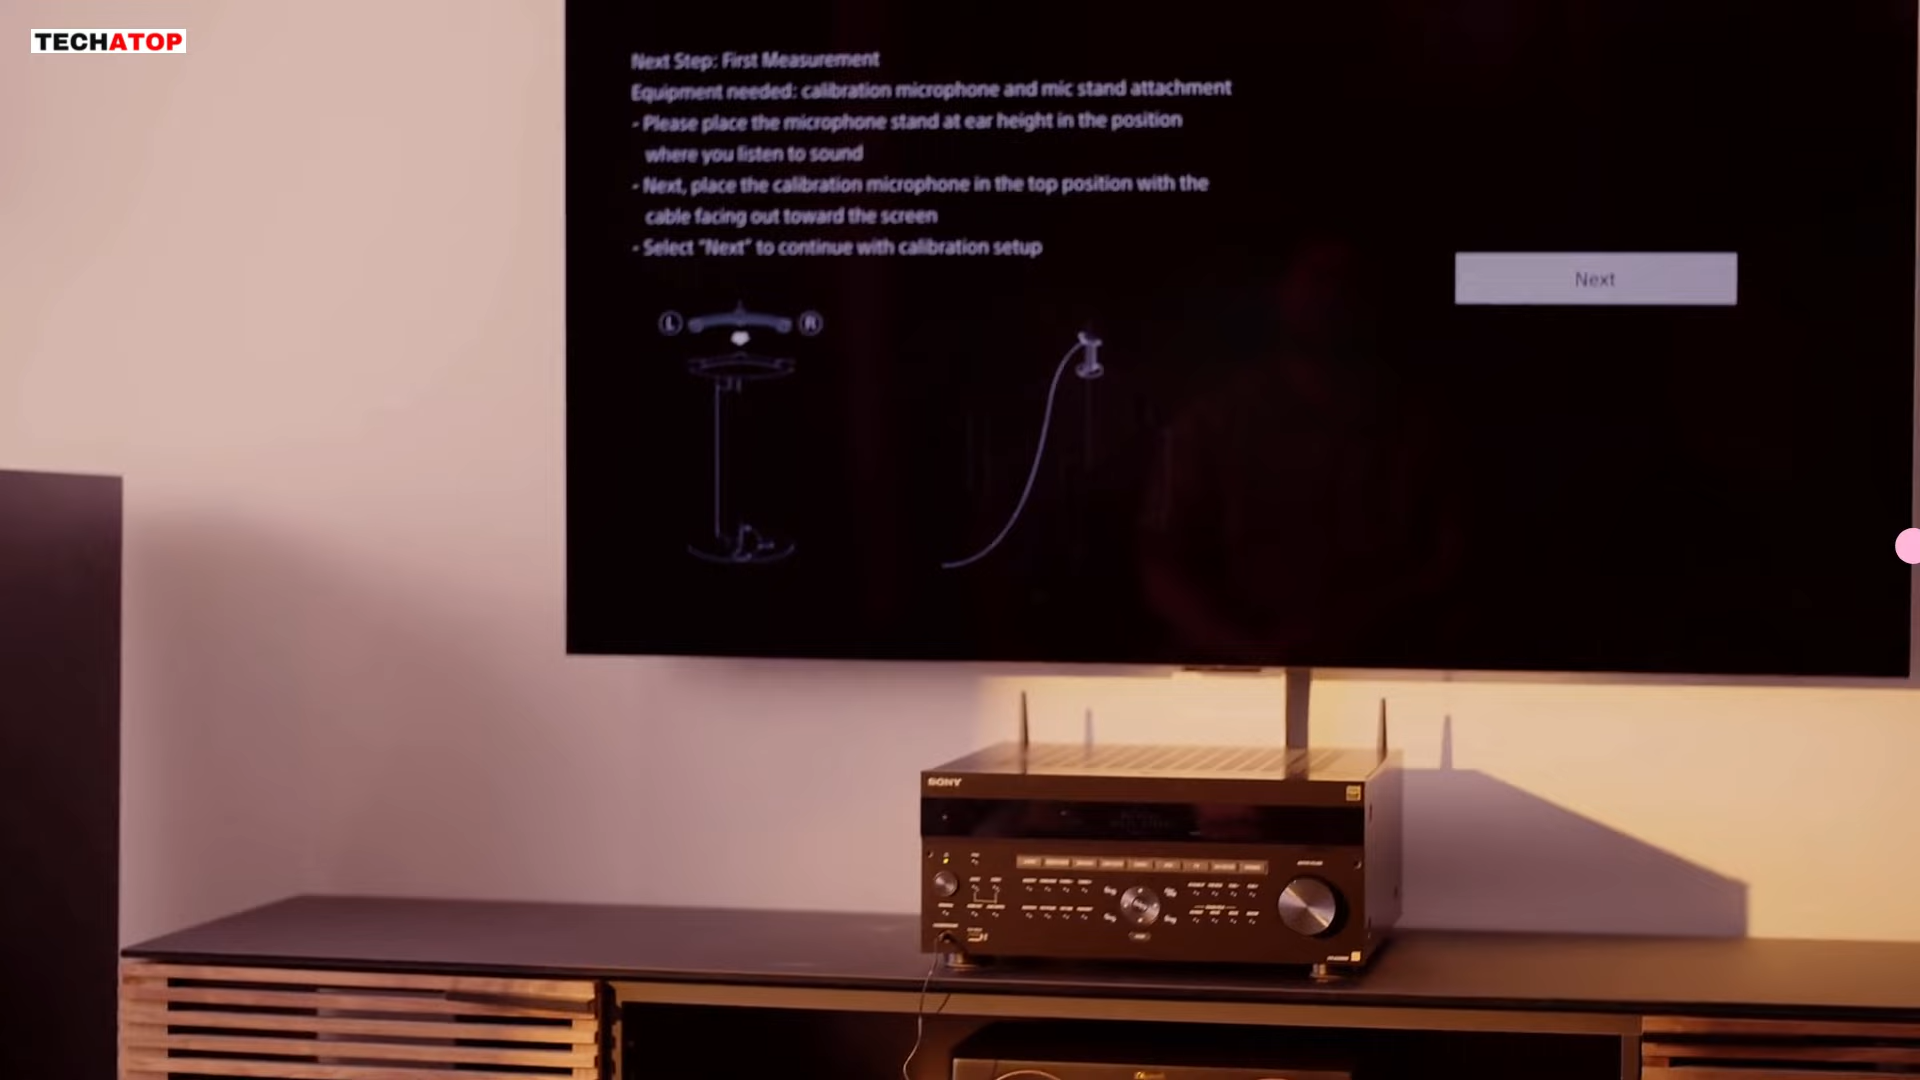 TECHATOP
Next Step: First Measurement
Equipment needed: calibration microphone and mic stand attachment
- Please place the microphone stand at ear height in the position
where you listen to sound
- Next, place the calibration microphone in the top position with the
cable facing out toward the screen
- Select "Next" to continue with calibration setup
Next
L
R
SONY